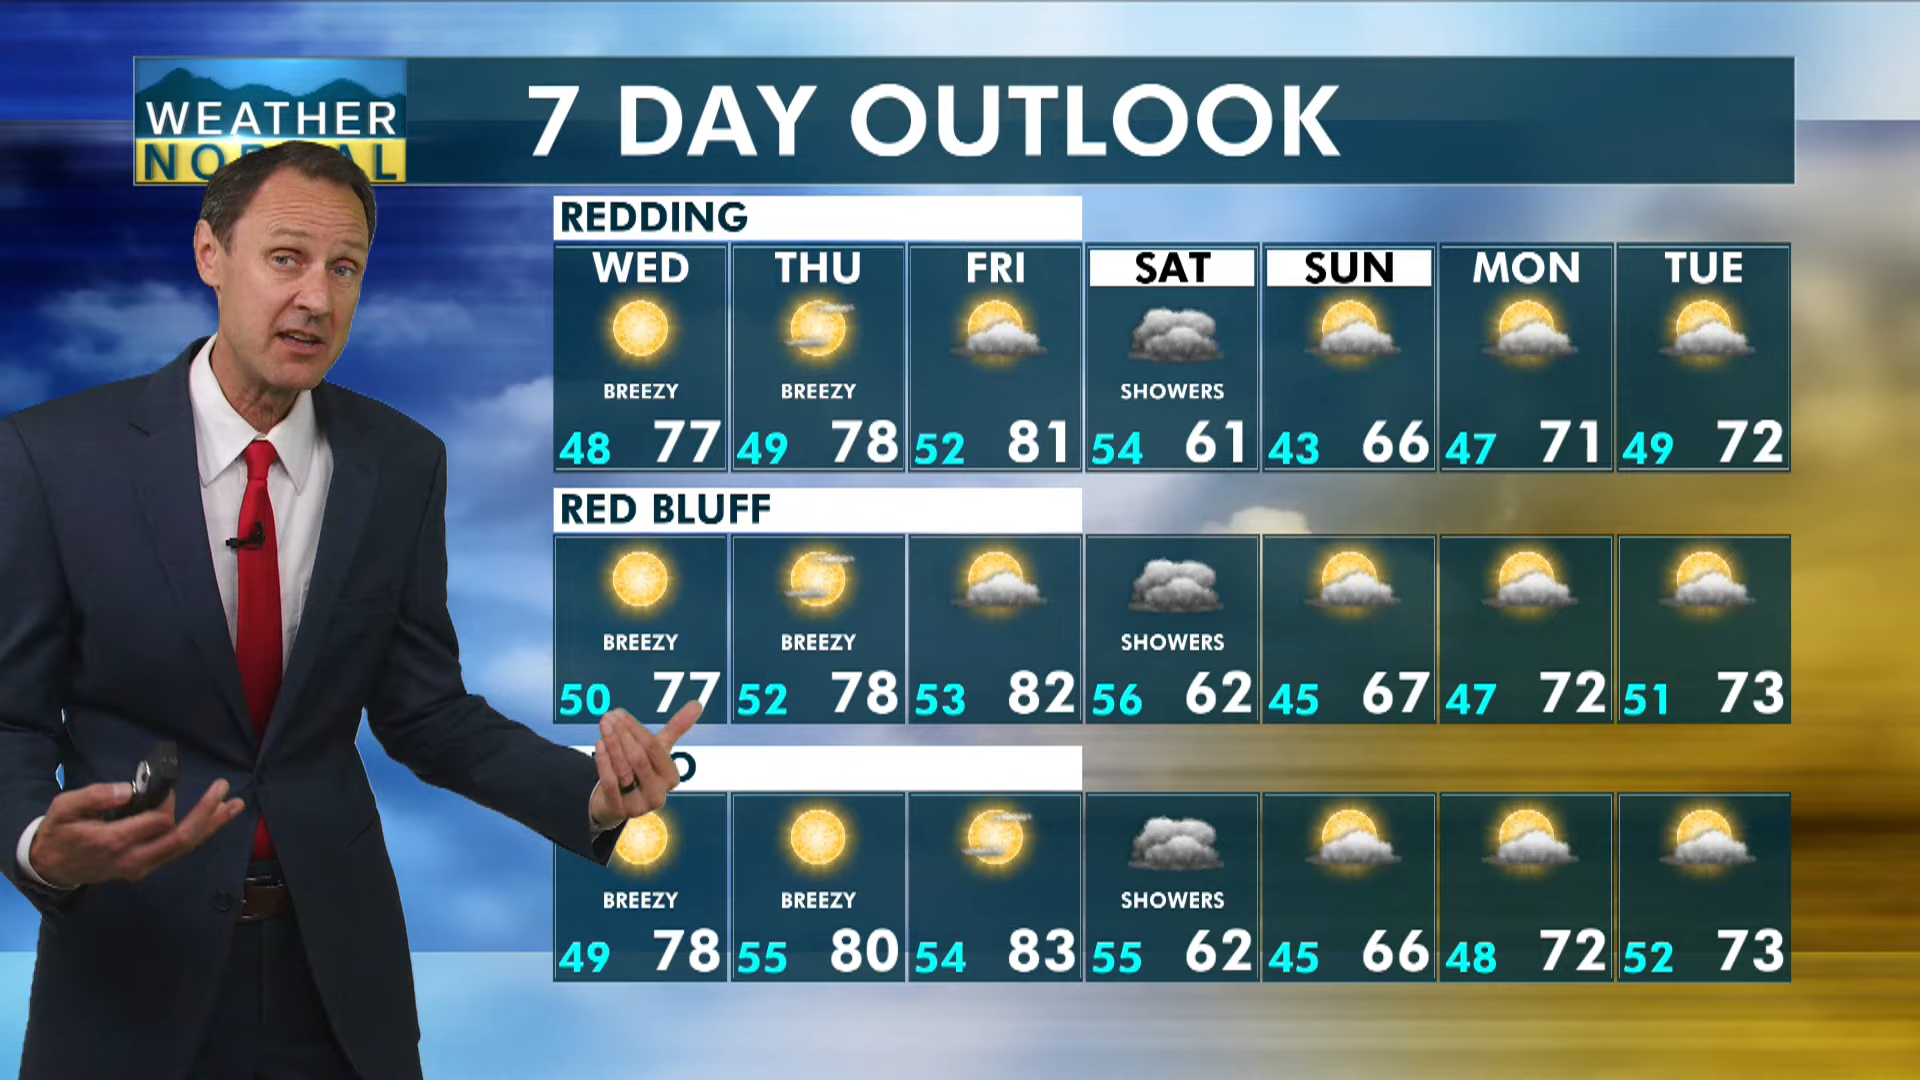 WEATHER
7 DAY OUTLOOK
REDDING
WED THU FRI SAT SUN MON TUE
BREEZY BREEZY SHOWERS
48 77 49 78 52 81 54 61 43 66 47 71 49 72
RED BLUFF
BREEZY BREEZY SHOWERS
50 77 52 78 53 82 56 62 45 67 47 72 51 73
BREEZY BREEZY SHOWERS
49 78 55 80 54 83 55 62 45 66 48 72 52 73